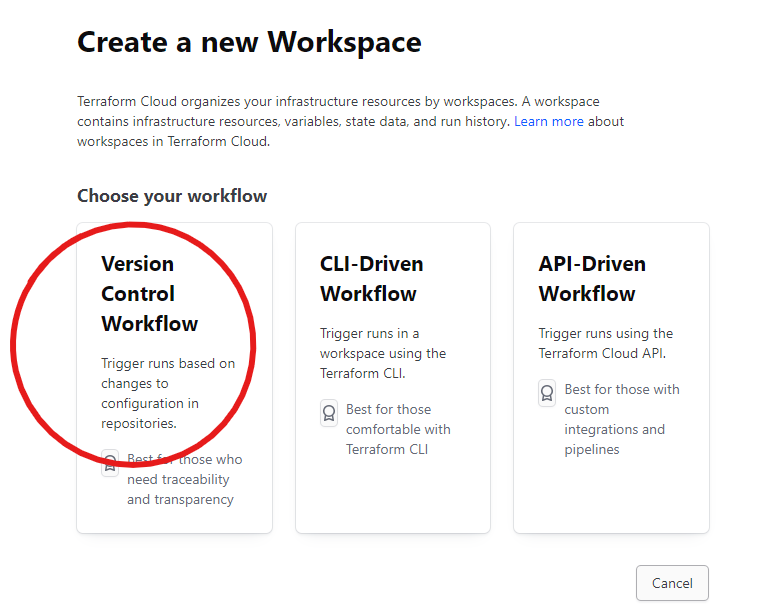 Create a new Workspace
Terraform Cloud organizes your infrastructure resources by workspaces. A workspace
contains infrastructure resources, variables, state data, and run history. Learn more about
workspaces in Terraform Cloud.
Choose your workflow
Version
Control
Workflow
Trigger runs based on
changes to
configuration in
repositories.
Best for those who
need traceability
and transparency
CLI-Driven
Workflow
Trigger runs in a
workspace using the
Terraform CLI.
Best for those
comfortable with
Terraform CLI
API-Driven
Workflow
Trigger runs using the
Terraform Cloud API.
Best for those with
custom
integrations and
pipelines
Cancel